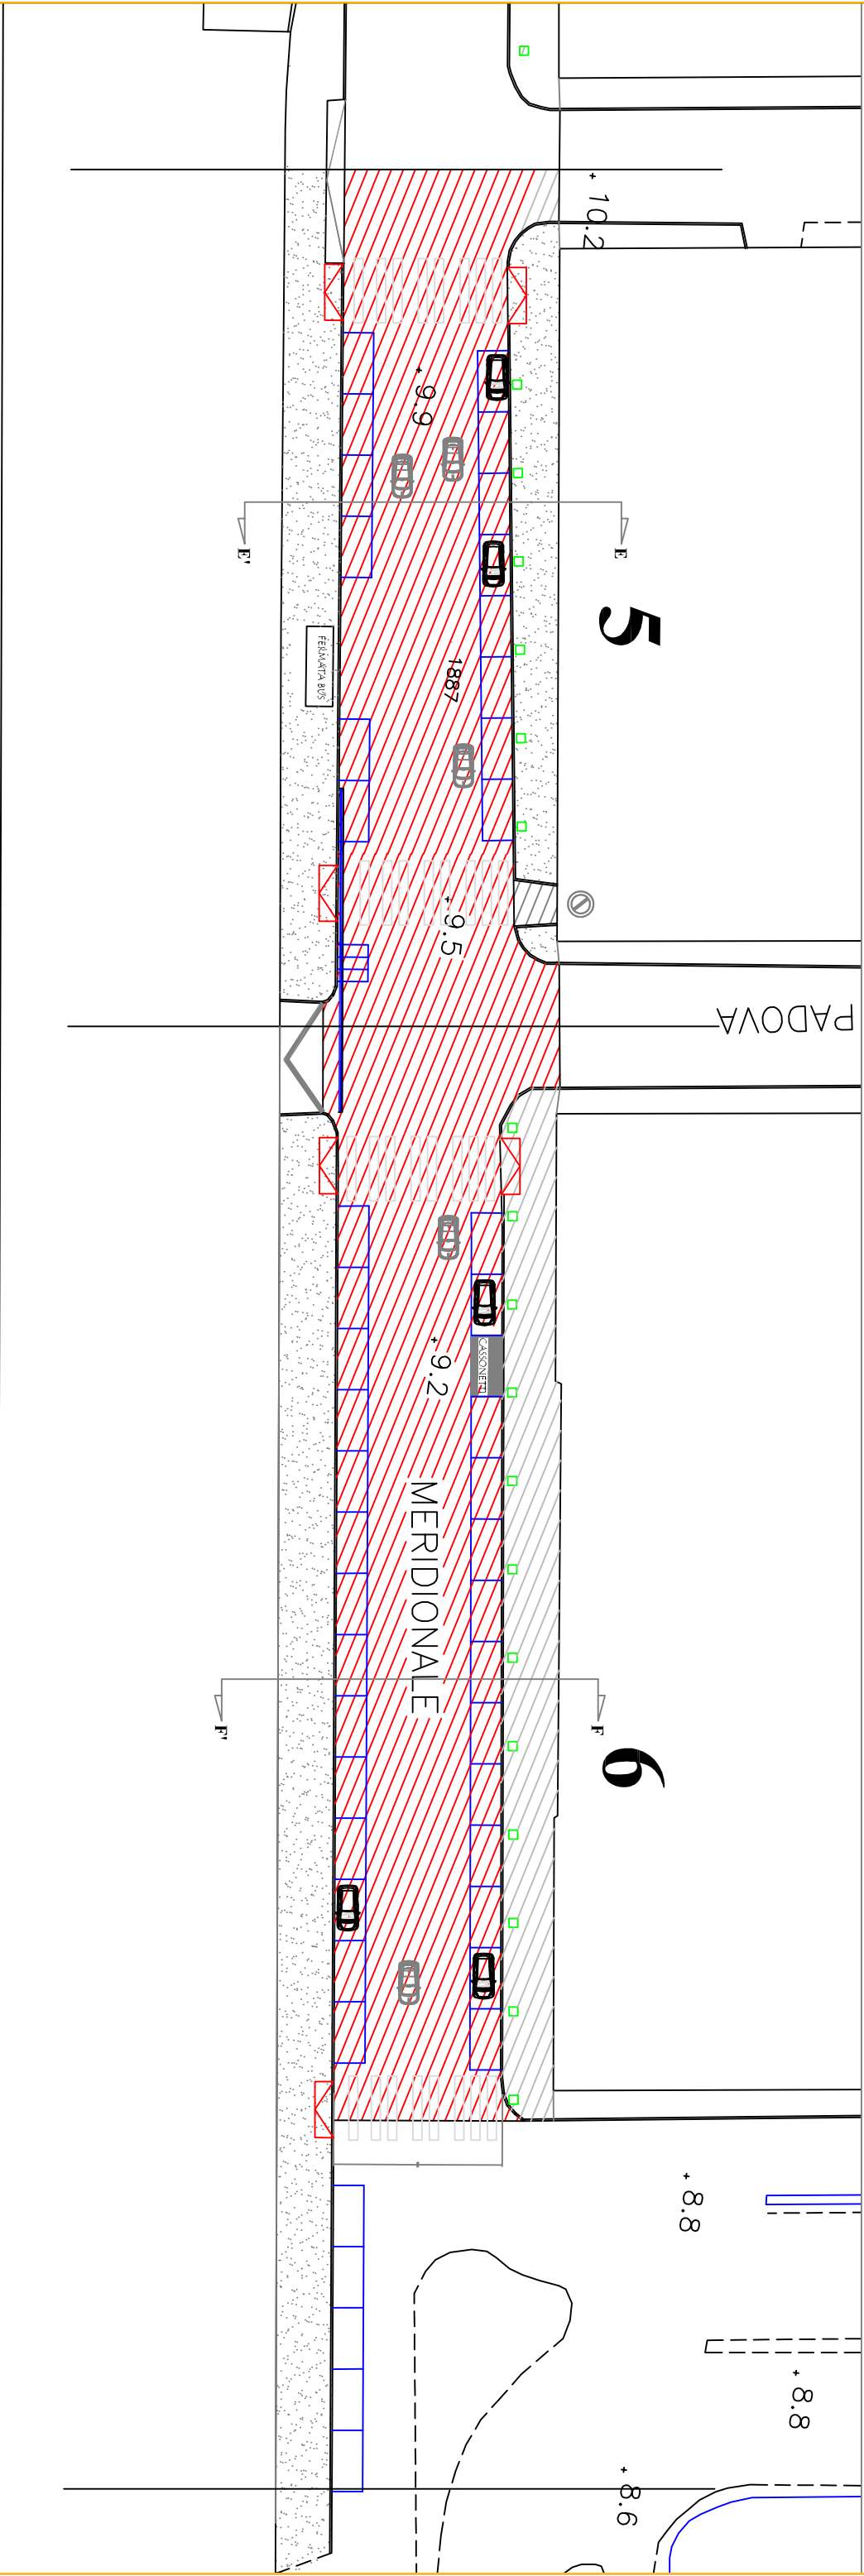 10.2
9.9
E'
E
5
FERMATA BUS
1887
9.5
PADOVA
9.2
CASSONETTI
MERIDIONALE
F'
F
6
8.8
8.8
8.6